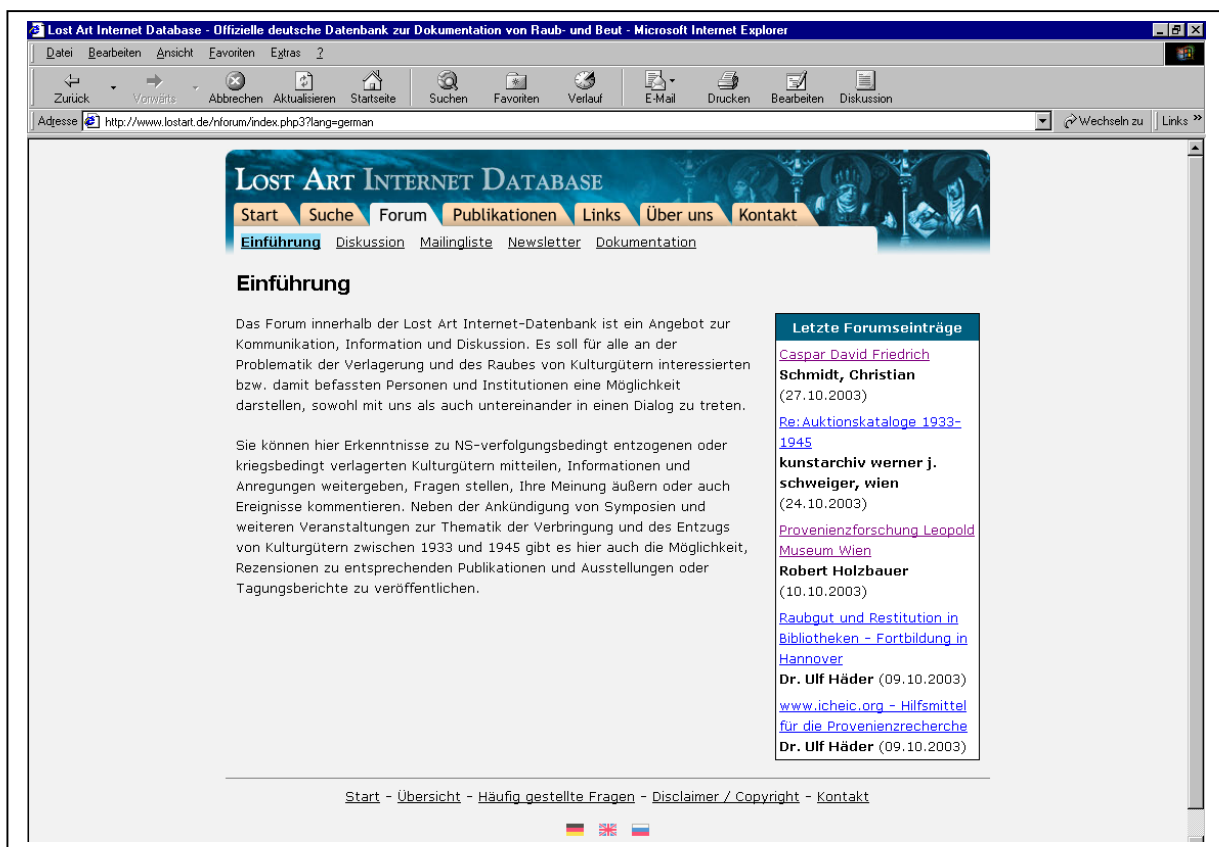 Lost Art Internet Database - Offizielle deutsche Datenbank zur Dokumentation von Raub- und Beut - Microsoft Internet Explorer
Datei Bearbeiten Ansicht Favoriten Extras ?
Zurück Vorwärts Abbrechen Aktualisieren Startseite Suchen Favoriten Verlauf E-Mail Drucken Bearbeiten Diskussion
Adresse http://www.lostart.de/nforum/index.php3?lang=german Wechseln zu Links »
LOST ART INTERNET DATABASE
Start Suche Forum Publikationen Links Über uns Kontakt
Einführung Diskussion Mailingliste Newsletter Dokumentation
Einführung
Das Forum innerhalb der Lost Art Internet-Datenbank ist ein Angebot zur
Kommunikation, Information und Diskussion. Es soll für alle an der
Problematik der Verlagerung und des Raubes von Kulturgütern interessierten
bzw. damit befassten Personen und Institutionen eine Möglichkeit
darstellen, sowohl mit uns als auch untereinander in einen Dialog zu treten.
Sie können hier Erkenntnisse zu NS-verfolgungsbedingt entzogenen oder
kriegsbedingt verlagerten Kulturgütern mitteilen, Informationen und
Anregungen weitergeben, Fragen stellen, Ihre Meinung äußern oder auch
Ereignisse kommentieren. Neben der Ankündigung von Symposien und
weiteren Veranstaltungen zur Thematik der Verbringung und des Entzugs
von Kulturgütern zwischen 1933 und 1945 gibt es hier auch die Möglichkeit,
Rezensionen zu entsprechenden Publikationen und Ausstellungen oder
Tagungsberichte zu veröffentlichen.
Letzte Forumseinträge
Caspar David Friedrich
Schmidt, Christian
(27.10.2003)
Re:Auktionskataloge 1933-
1945
kunstarchiv werner j.
schweiger, wien
(24.10.2003)
Provenienzforschung Leopold
Museum Wien
Robert Holzbauer
(10.10.2003)
Raubgut und Restitution in
Bibliotheken - Fortbildung in
Hannover
Dr. Ulf Häder (09.10.2003)
www.icheic.org - Hilfsmittel
für die Provenienzrecherche
Dr. Ulf Häder (09.10.2003)
Start - Übersicht - Häufig gestellte Fragen - Disclaimer / Copyright - Kontakt